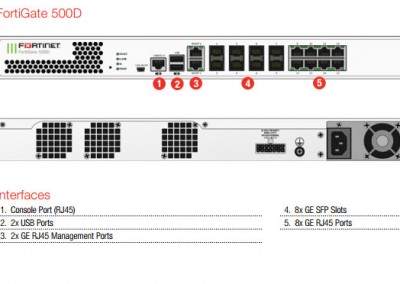 FortiGate 500D
FORTINET
FortiGate 500D
1
2
3
4
5
nterfaces
1. Console Port (RJ45)
2. 2x USB Ports
3. 2x GE RJ45 Management Ports
4. 8x GE SFP Slots
5. 8x GE RJ45 Ports